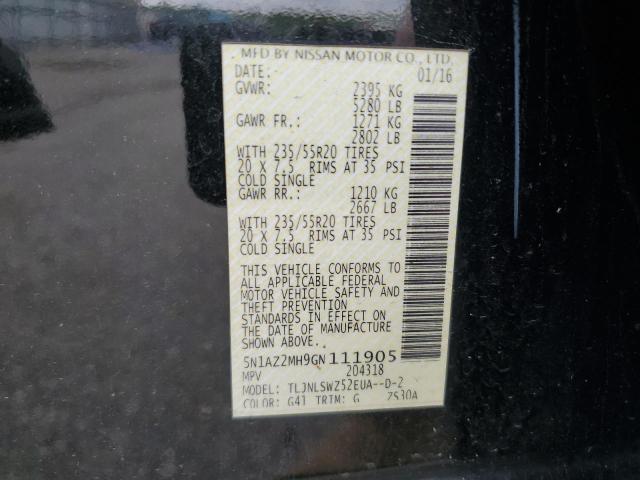 MFD BY NISSAN MOTOR CO., LTD.
DATE: 01/16
GVWR: 2395 KG
5280 LB
GAWR FR.: 1271 KG
2802 LB
WITH 235/55R20 TIRES
20 X 7.5 RIMS AT 35 PSI
COLD SINGLE
GAWR RR.: 1210 KG
2667 LB
WITH 235/55R20 TIRES
20 X 7.5 RIMS AT 35 PSI
COLD SINGLE
THIS VEHICLE CONFORMS TO
ALL APPLICABLE FEDERAL
MOTOR VEHICLE SAFETY AND
THEFT PREVENTION
STANDARDS IN EFFECT ON
THE DATE OF MANUFACTURE
SHOWN ABOVE.
5N1AZ2MH9GN111905
MPV 204318
MODEL: TLJNLSWZ52EUA--D-2
COLOR: G41 TRIM: G ZS30A